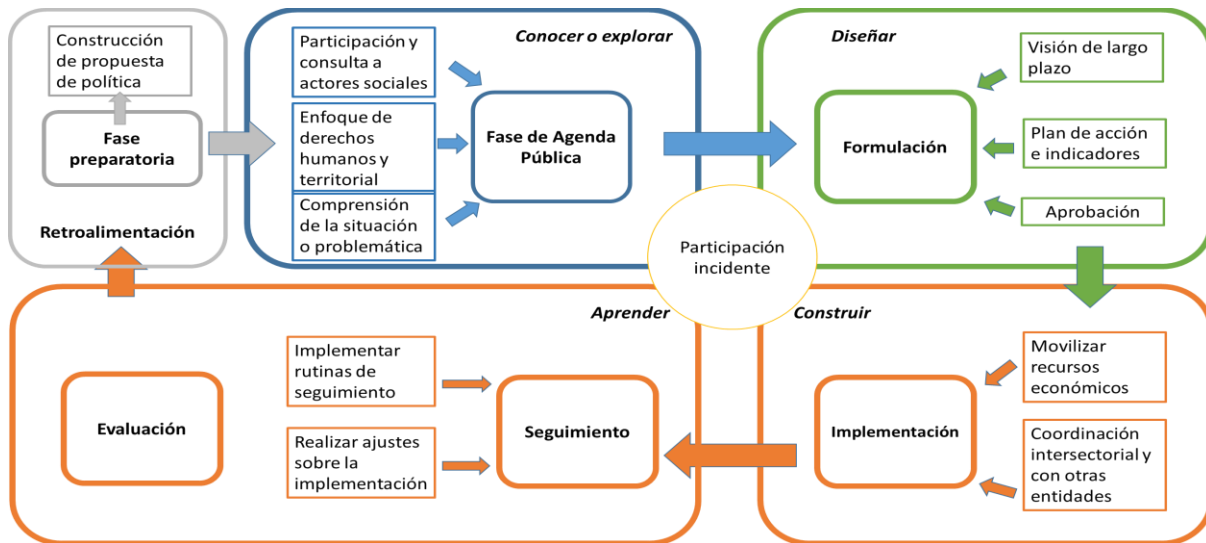 Construcción
de propuesta
de política
Fase
preparatoria
Retroalimentación
Conocer o explorar
Participación y
consulta a
actores sociales
Enfoque de
derechos
humanos y
territorial
Comprensión
de la situación
o problemática
Fase de Agenda
Pública
Diseñar
Formulación
Visión de largo
plazo
Plan de acción
e indicadores
Aprobación
Participación
incidente
Aprender
Evaluación
Implementar
rutinas de
seguimiento
Realizar ajustes
sobre la
implementación
Seguimiento
Construir
Implementación
Movilizar
recursos
económicos
Coordinación
intersectorial y
con otras
entidades